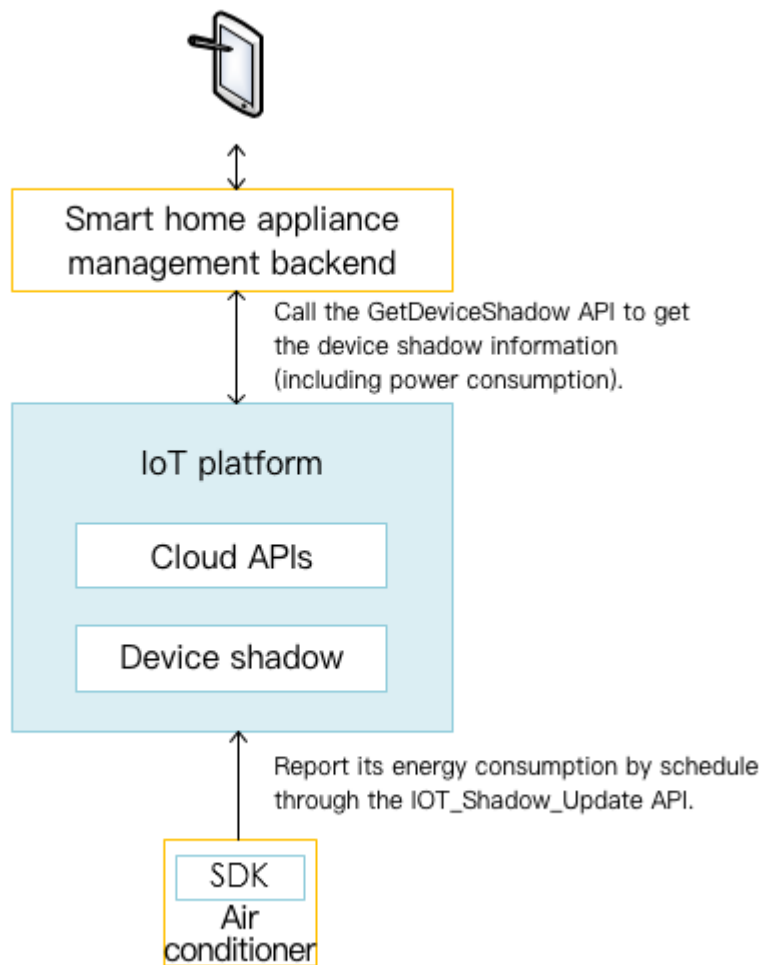 Smart home appliance
management backend
Call the GetDeviceShadow API to get
the device shadow information
(including power consumption).
IoT platform
Cloud APIs
Device shadow
Report its energy consumption by schedule
through the IOT_Shadow_Update API.
SDK
Air
conditioner